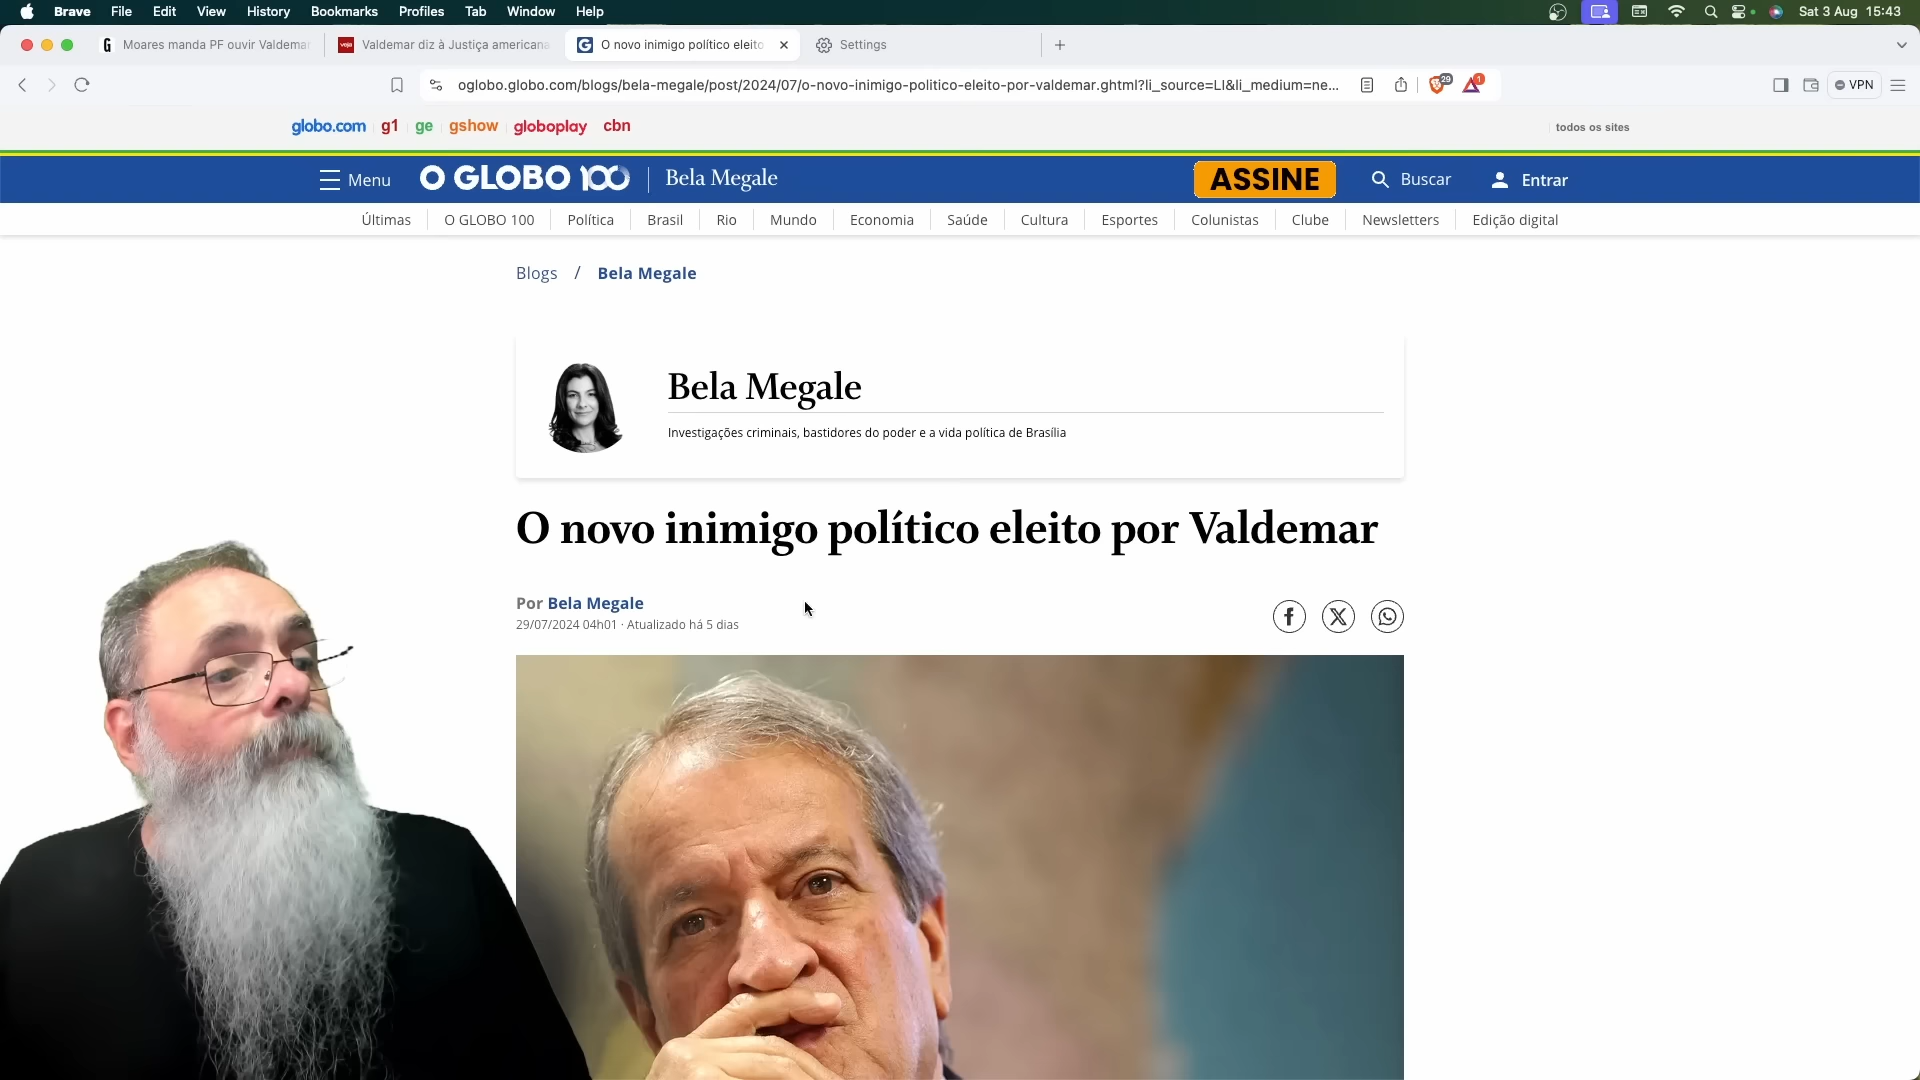 Brave File Edit View History Bookmarks Profiles Tab Window Help Sat 3 Aug 15:43
Moares manda PF ouvir Valdemar Valdemar diz à Justiça americana O novo inimigo político eleito Settings
oglobo.globo.com/blogs/bela-megale/post/2024/07/o-novo-inimigo-politico-eleito-por-valdemar.ghtml?li_source=LI&li_medium=ne... 29 1 VPN
globo.com g1 ge gshow globoplay cbn todos os sites
Menu O GLOBO 100 Bela Megale ASSINE Buscar Entrar
Últimas O GLOBO 100 Política Brasil Rio Mundo Economia Saúde Cultura Esportes Colunistas Clube Newsletters Edição digital
Blogs / Bela Megale
Bela Megale
Investigações criminais, bastidores do poder e a vida política de Brasília
O novo inimigo político eleito por Valdemar
Por Bela Megale
29/07/2024 04h01 · Atualizado há 5 dias